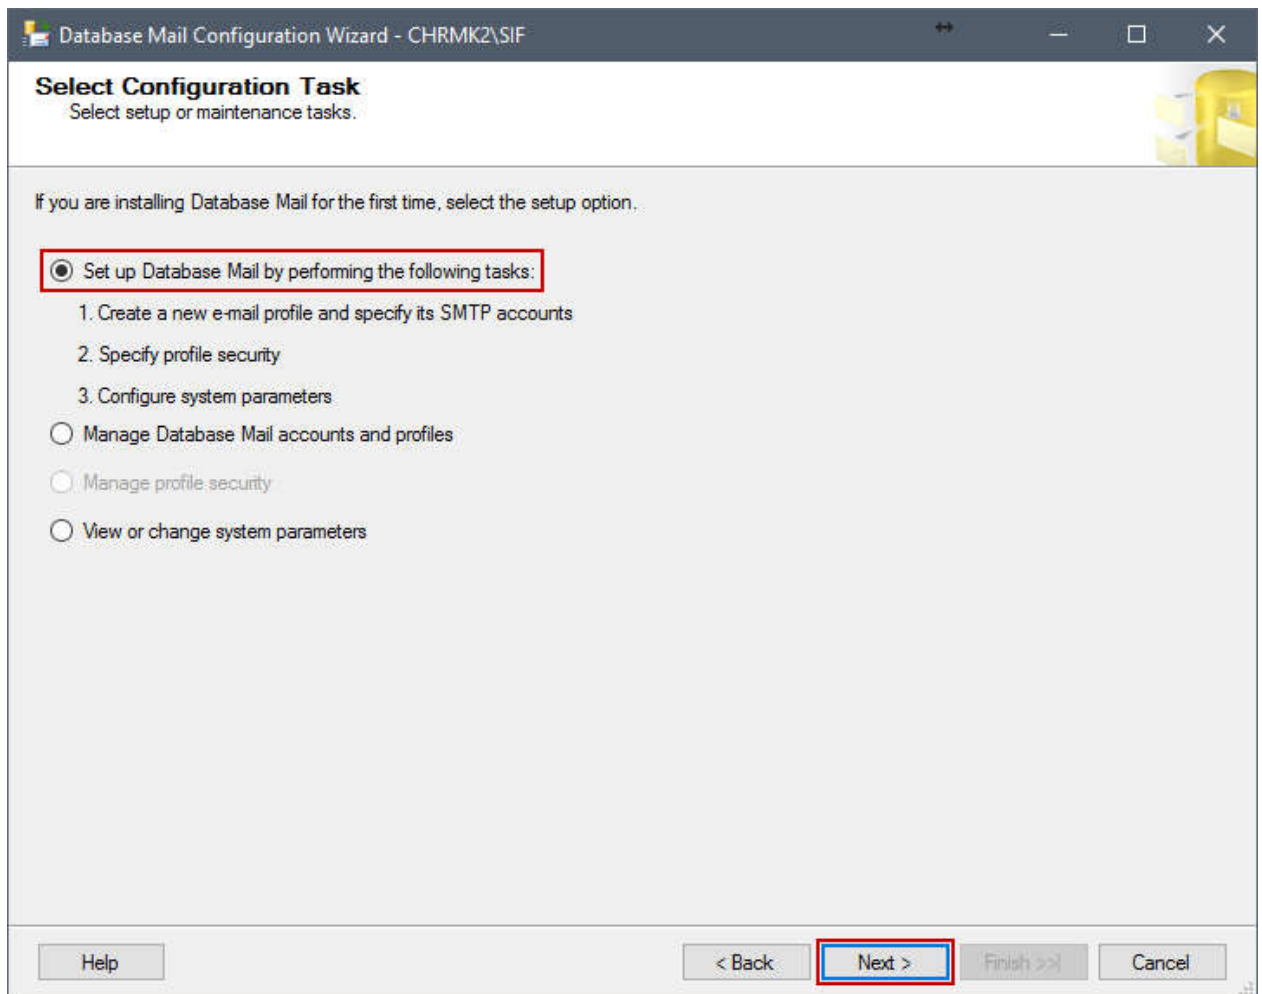 Database Mail Configuration Wizard - CHRMK2\SIF
Select Configuration Task
Select setup or maintenance tasks.
If you are installing Database Mail for the first time, select the setup option.
Set up Database Mail by performing the following tasks:
1. Create a new e-mail profile and specify its SMTP accounts
2. Specify profile security
3. Configure system parameters
Manage Database Mail accounts and profiles
Manage profile security
View or change system parameters
Help
< Back
Next >
Finish >>|
Cancel